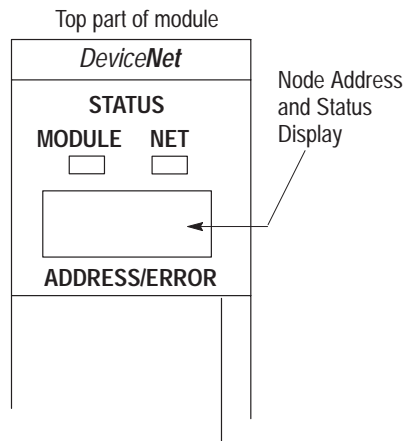 Top part of module
DeviceNet
STATUS
MODULE NET
ADDRESS/ERROR
Node Address
and Status
Display